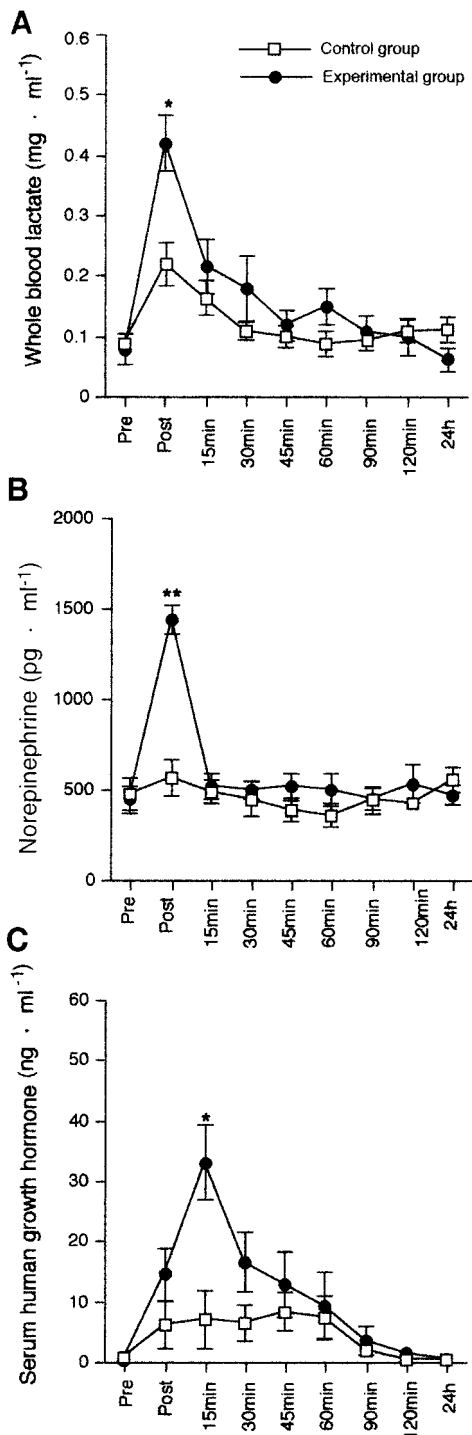 A
Whole blood lactate (mg · ml-1)
0.6
0.5
0.4
0.3
0.2
0.1
0
Control group
Experimental group
*
Pre
Post
15min
30min
45min
60min
90min
120min
24h
B
Norepinephrine (pg · ml-1)
2000
1500
1000
500
0
**
Pre
Post
15min
30min
45min
60min
90min
120min
24h
C
Serum human growth hormone (ng · ml-1)
60
50
40
30
20
10
0
*
Pre
Post
15min
30min
45min
60min
90min
120min
24h